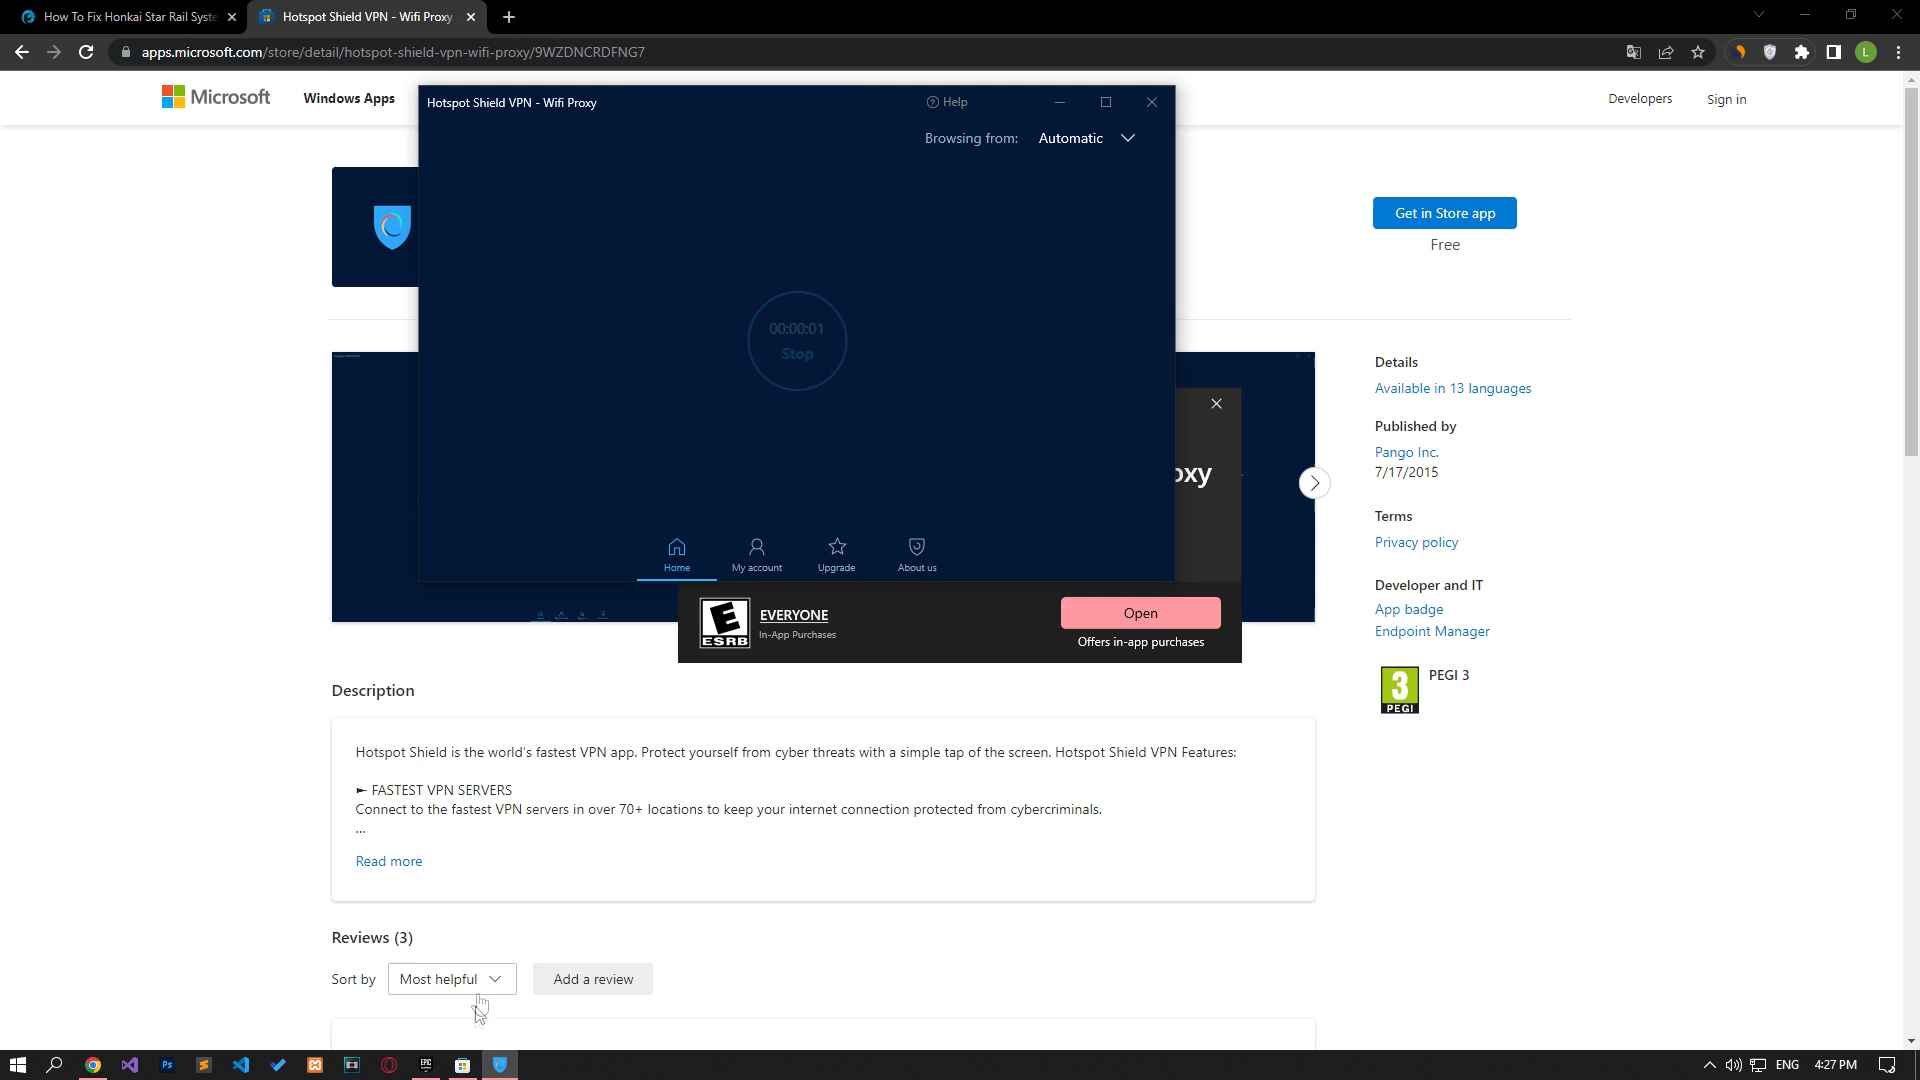 How To Fix Honkai Star Rail Syste
Hotspot Shield VPN - Wifi Proxy
apps.microsoft.com/store/detail/hotspot-shield-vpn-wifi-proxy/9WZDNCRDFNG7
L
Microsoft
Windows Apps
Developers
Sign in
Hotspot Shield VPN - Wifi Proxy
Help
Browsing from:
Automatic
00:00:01
Stop
Home
My account
Upgrade
About us
Get in Store app
Free
oxy
E
ESRB
EVERYONE
In-App Purchases
Open
Offers in-app purchases
Details
Available in 13 languages
Published by
Pango Inc.
7/17/2015
Terms
Privacy policy
Developer and IT
App badge
Endpoint Manager
3
PEGI
PEGI 3
Description
Hotspot Shield is the world's fastest VPN app. Protect yourself from cyber threats with a simple tap of the screen. Hotspot Shield VPN Features:
► FASTEST VPN SERVERS
Connect to the fastest VPN servers in over 70+ locations to keep your internet connection protected from cybercriminals.
...
Read more
Reviews (3)
Sort by
Most helpful
Add a review
Ps
EPIC
ENG
4:27 PM